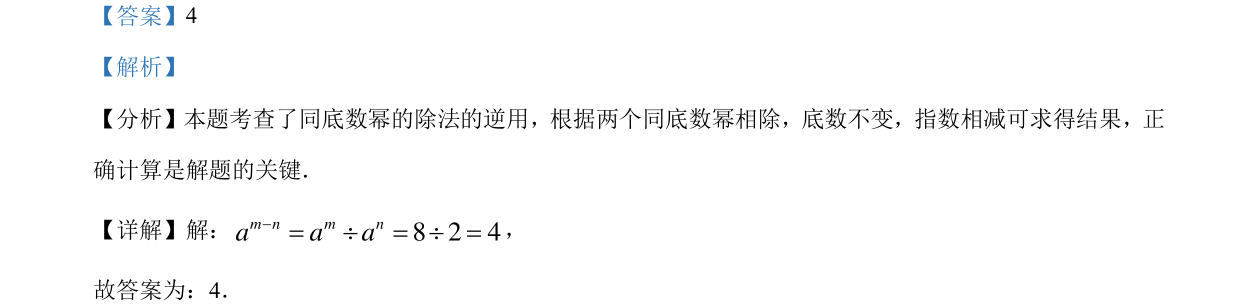 【答案】4
【解析】
【分析】本题考查了同底数幂的除法的逆用，根据两个同底数幂相除，底数不变，指数相减可求得结果，正
确计算是解题的关键．
【详解】解：$a^{m-n}=a^{m}\div a^{n}=8\div 2=4$，
故答案为：4．